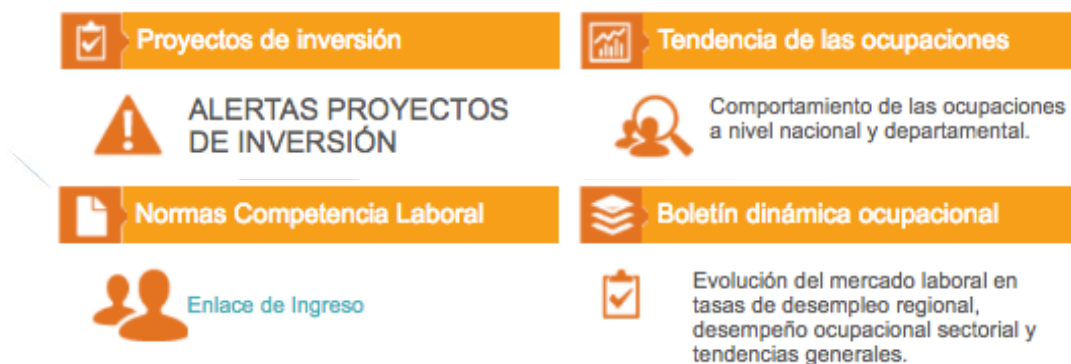 Proyectos de inversión
ALERTAS PROYECTOS
DE INVERSIÓN
Tendencia de las ocupaciones
Comportamiento de las ocupaciones
a nivel nacional y departamental.
Normas Competencia Laboral
Enlace de Ingreso
Boletín dinámica ocupacional
Evolución del mercado laboral en
tasas de desempleo regional,
desempeño ocupacional sectorial y
tendencias generales.